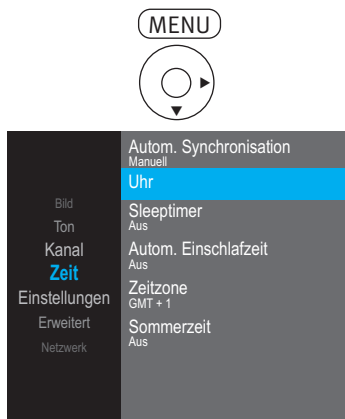 MENU
Bild
Ton
Kanal
Zeit
Einstellungen
Erweitert
Netzwerk
Autom. Synchronisation
Manuell
Uhr
Sleeptimer
Aus
Autom. Einschlafzeit
Aus
Zeitzone
GMT + 1
Sommerzeit
Aus